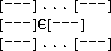 [---] . . . [---]
[---]€[---]
[---] . . . [---]